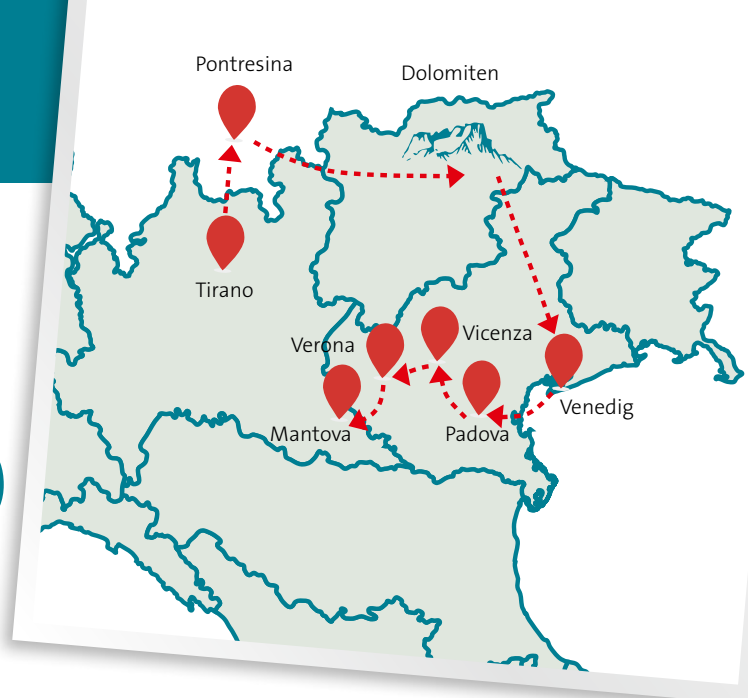 Pontresina
Dolomiten
Tirano
Verona
Vicenza
Venedig
Mantova
Padova